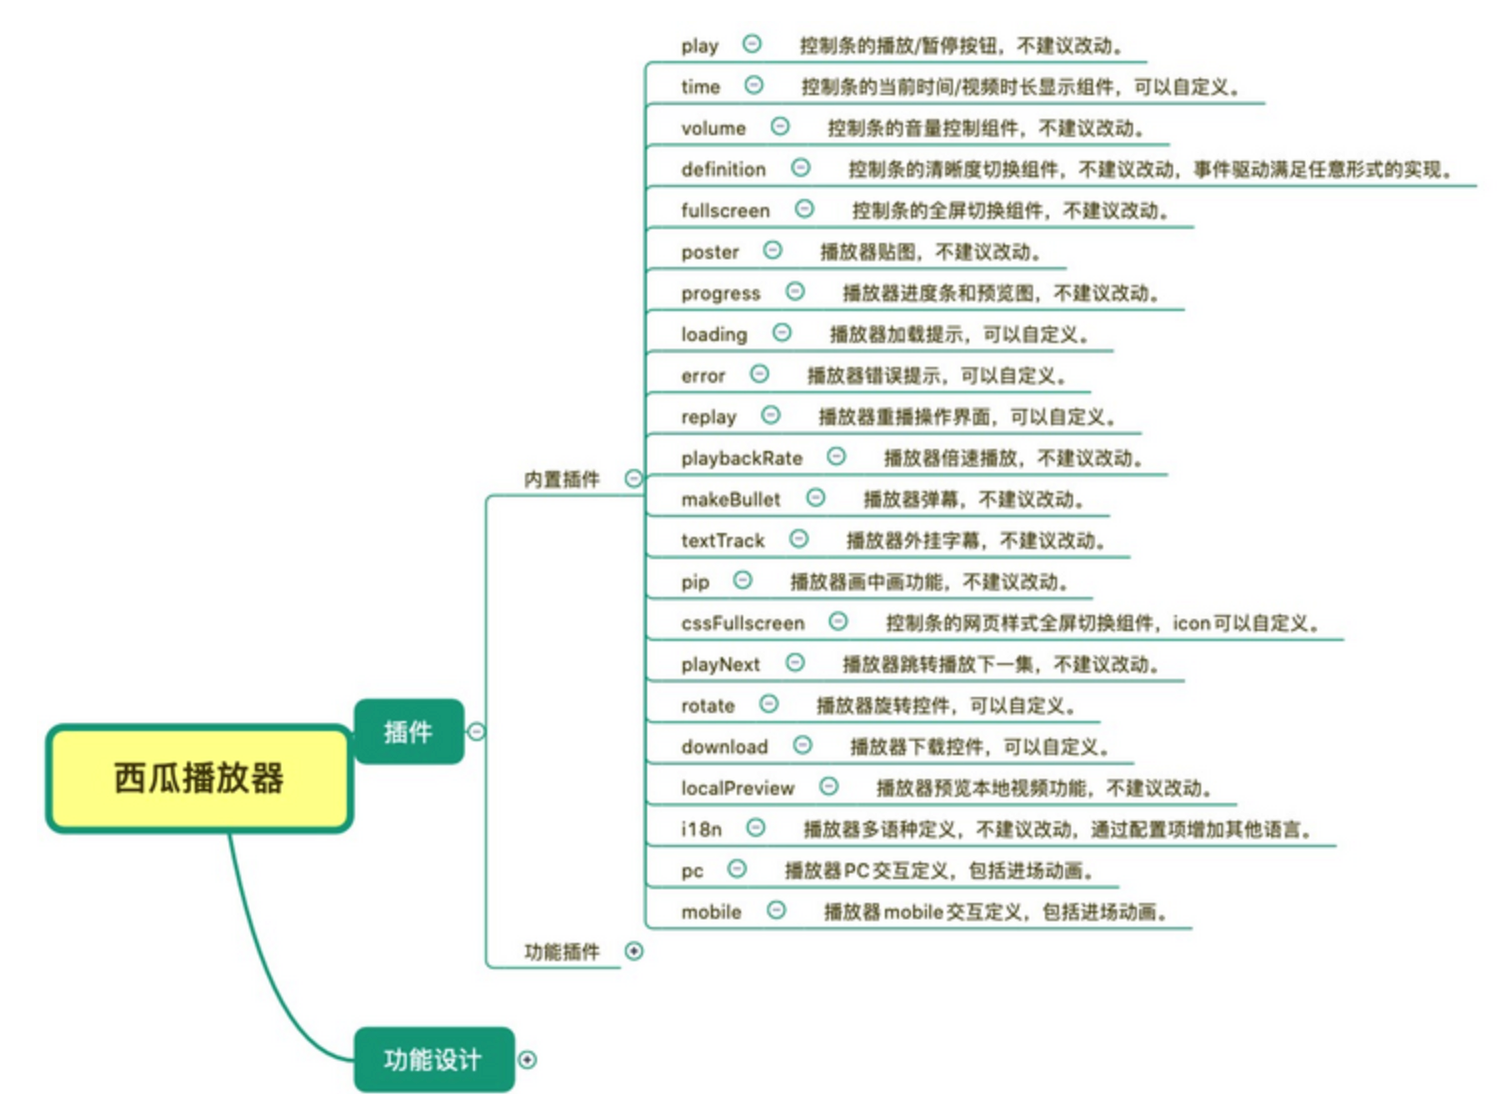 play 控制条的播放/暂停按钮，不建议改动。
time 控制条的当前时间/视频时长显示组件，可以自定义。
volume 控制条的音量控制组件，不建议改动。
definition 控制条的清晰度切换组件，不建议改动，事件驱动满足任意形式的实现。
fullscreen 控制条的全屏切换组件，不建议改动。
poster 播放器贴图，不建议改动。
progress 播放器进度条和预览图，不建议改动。
loading 播放器加载提示，可以自定义。
error 播放器错误提示，可以自定义。
replay 播放器重播操作界面，可以自定义。
playbackRate 播放器倍速播放，不建议改动。
内置插件
makeBullet 播放器弹幕，不建议改动。
textTrack 播放器外挂字幕，不建议改动。
pip 播放器画中画功能，不建议改动。
cssFullscreen 控制条的网页样式全屏切换组件，icon可以自定义。
playNext 播放器跳转播放下一集，不建议改动。
rotate 播放器旋转控件，可以自定义。
插件
download 播放器下载控件，可以自定义。
西瓜播放器
localPreview 播放器预览本地视频功能，不建议改动。
i18n 播放器多语种定义，不建议改动，通过配置项增加其他语言。
pc 播放器PC交互定义，包括进场动画。
mobile 播放器mobile交互定义，包括进场动画。
功能插件
功能设计